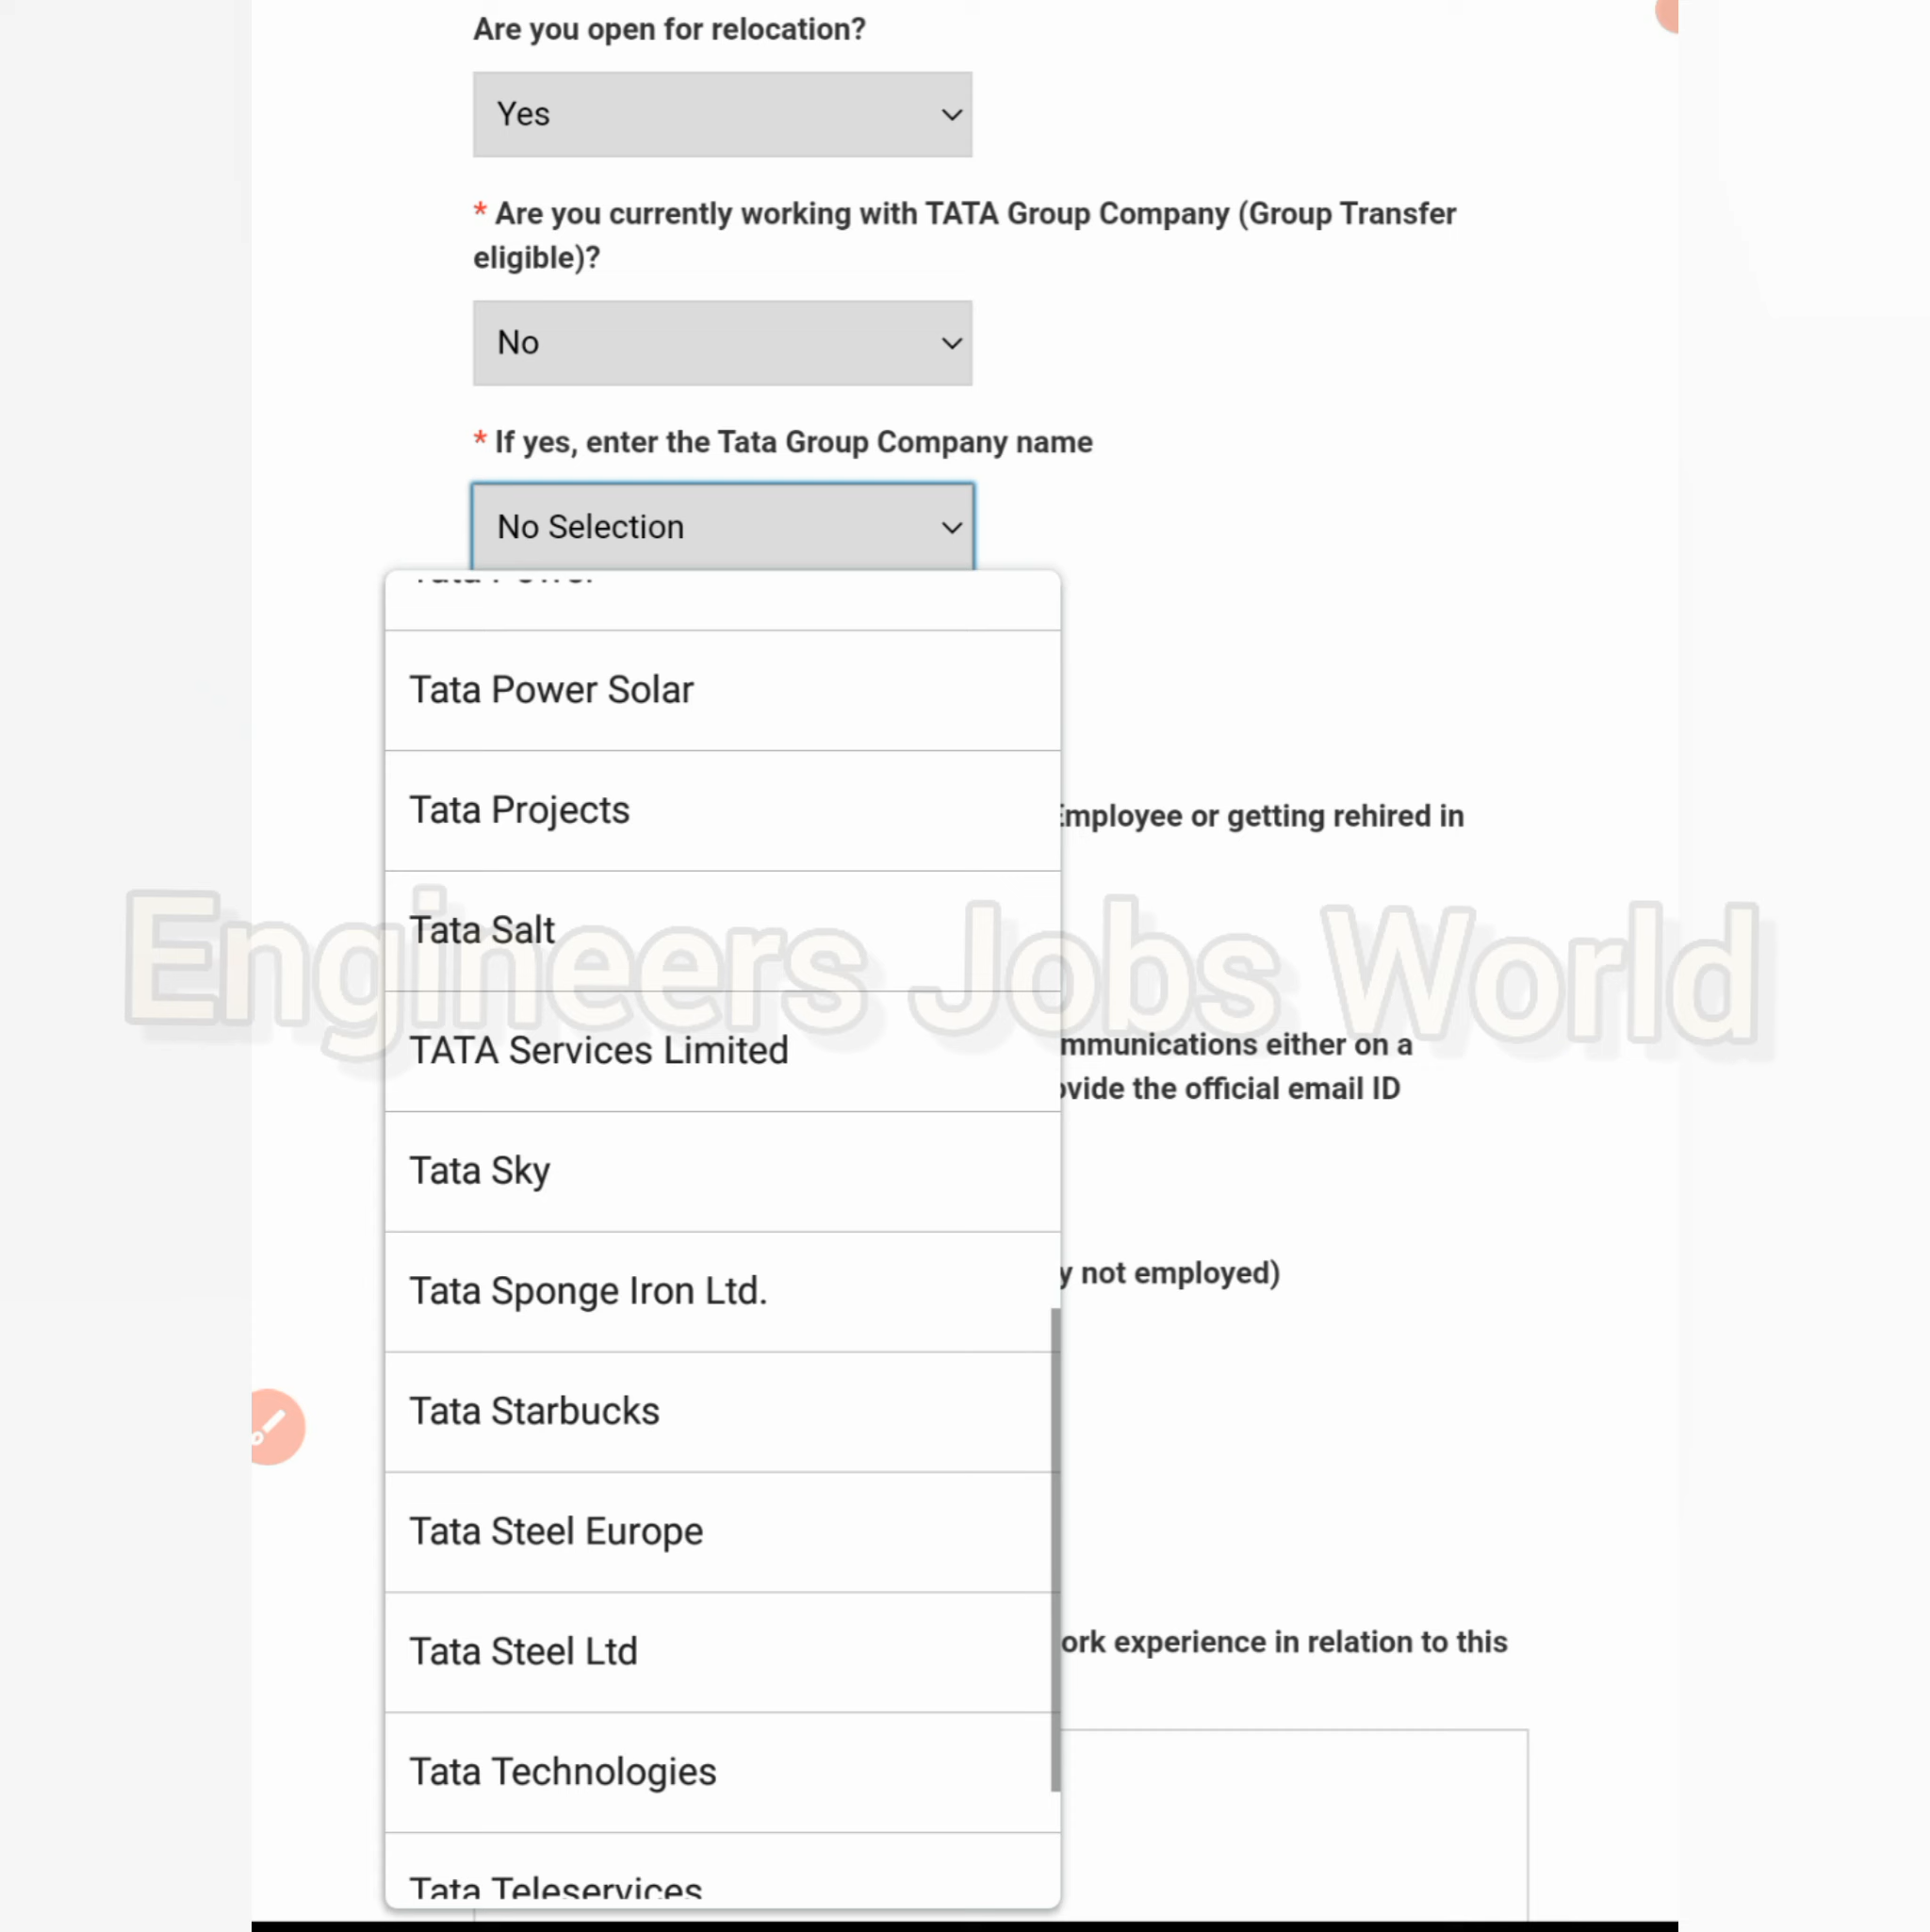 Are you open for relocation?
Yes
* Are you currently working with TATA Group Company (Group Transfer
eligible)?
No
* If yes, enter the Tata Group Company name
No Selection
Tata Power Solar
Tata Projects
Employee or getting rehired in
Tata Salt
Engineers Jobs World
TATA Services Limited
mmunications either on a
ovide the official email ID
Tata Sky
Tata Sponge Iron Ltd.
y not employed)
Tata Starbucks
Tata Steel Europe
Tata Steel Ltd
ork experience in relation to this
Tata Technologies
Tata Teleservices